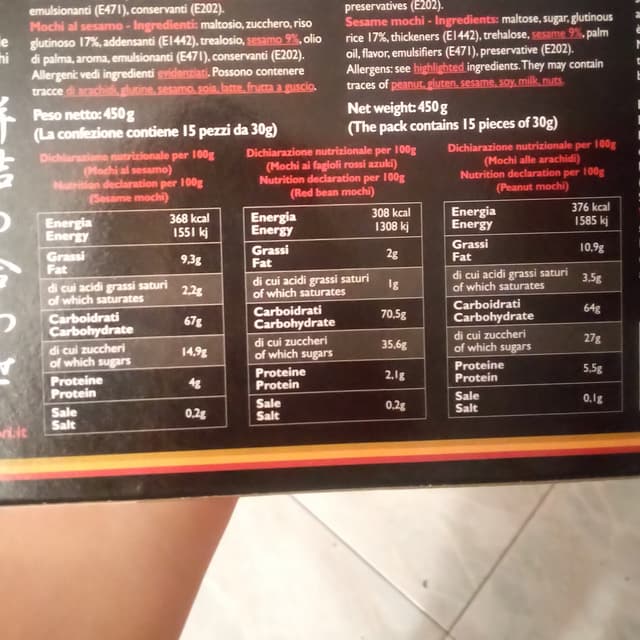 emulsionanti (E471), conservanti (E202).
Mochi al sesamo - Ingredienti: maltosio, zucchero, riso
glutinoso 17%, addensanti (E1442), trealosio, sesamo 9%, olio
di palma, aroma, emulsionanti (E471), conservanti (E202).
Allergeni: vedi ingredienti evidenziati. Possono contenere
tracce di arachidi, glutine, sesamo, soia, latte, frutta a guscio.
Peso netto: 450 g
(La confezione contiene 15 pezzi da 30g)
preservatives (E202).
Sesame mochi - Ingredients: maltose, sugar, glutinous
rice 17%, thickeners (E1442), trehalose, sesame 9%, palm
oil, flavor, emulsifiers (E471), preservative (E202).
Allergens: see highlighted ingredients. They may contain
traces of peanut, gluten, sesame, soy, milk, nuts.
Net weight: 450 g
(The pack contains 15 pieces of 30g)
Dichiarazione nutrizionale per 100g
(Mochi al sesamo)
Nutrition declaration per 100g
(Sesame mochi)
Energia 368 kcal
Energy 1551 kj
Grassi
Fat 9,3g
di cui acidi grassi saturi
of which saturates 2,2g
Carboidrati
Carbohydrate 67g
di cui zuccheri
of which sugars 14,9g
Proteine
Protein 4g
Sale
Salt 0,2g
Dichiarazione nutrizionale per 100g
(Mochi ai fagioli rossi azuki)
Nutrition declaration per 100g
(Red bean mochi)
Energia 308 kcal
Energy 1308 kj
Grassi
Fat 2g
di cui acidi grassi saturi
of which saturates 1g
Carboidrati
Carbohydrate 70,5g
di cui zuccheri
of which sugars 35,6g
Proteine
Protein 2,1g
Sale
Salt 0,2g
Dichiarazione nutrizionale per 100g
(Mochi alle arachidi)
Nutrition declaration per 100g
(Peanut mochi)
Energia 376 kcal
Energy 1585 kj
Grassi
Fat 10,9g
di cui acidi grassi saturi
of which saturates 3,5g
Carboidrati
Carbohydrate 64g
di cui zuccheri
of which sugars 27g
Proteine
Protein 5,5g
Sale
Salt 0,1g